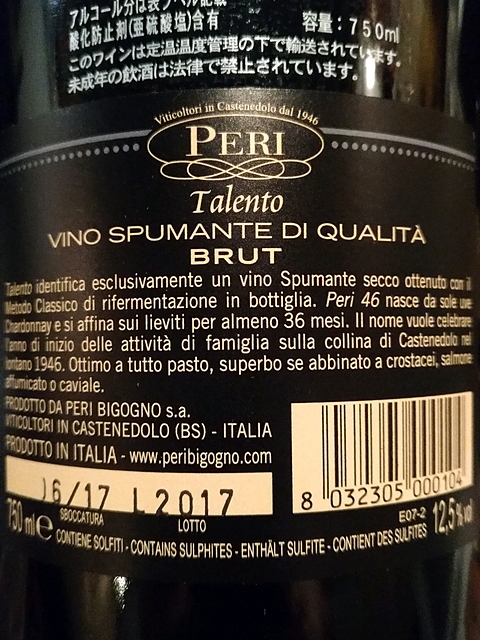 アルコール分は表ラベル記載
酸化防止剤(亜硫酸塩)含有 容量:750ml
このワインは定温温度管理の下で輸送されています。
未成年の飲酒は法律で禁止されています。
Viticoltori in Castenedolo dal 1946
PERI
Talento
VINO SPUMANTE DI QUALITÀ
BRUT
Talento identifica esclusivamente un vino Spumante secco ottenuto con il
Metodo Classico di rifermentazione in bottiglia. Peri 46 nasce da sole uve
Chardonnay e si affina sui lieviti per almeno 36 mesi. Il nome vuole celebrare
l'anno di inizio delle attività di famiglia sulla collina di Castenedolo nel
lontano 1946. Ottimo a tutto pasto, superbo se abbinato a crostacei, salmone
affumicato o caviale.
PRODOTTO DA PERI BIGOGNO s.a.
VITICOLTORI IN CASTENEDOLO (BS) - ITALIA
PRODOTTO IN ITALIA - www.peribigogno.com
6/17 L2017
SBOCCATURA LOTTO
8 032305 000104
750 ml e
E07-2 12,5% vol
CONTIENE SOLFITI - CONTAINS SULPHITES - ENTHÄLT SULFITE - CONTIENT DES SULFITES